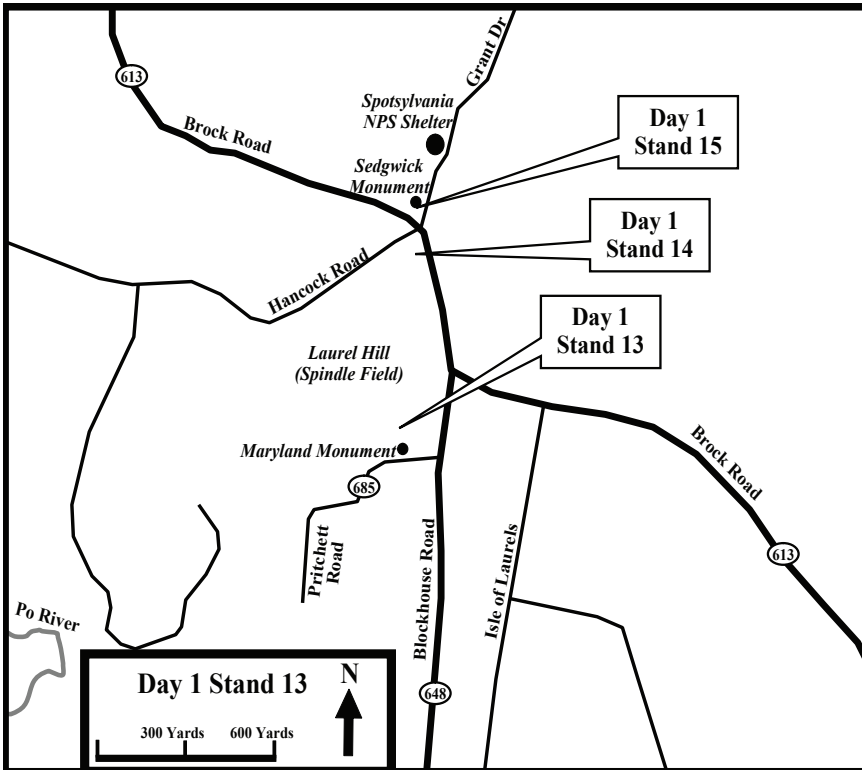 Grant Dr
613
Spotsylvania
NPS Shelter
Brock Road
Day 1
Stand 15
Sedgwick
Monument
Day 1
Stand 14
Hancock Road
Day 1
Stand 13
Laurel Hill
(Spindle Field)
Maryland Monument
685
Brock Road
Pritchett
Road
Blockhouse Road
Isle of Laurels
613
Po River
648
Day 1 Stand 13
N
300 Yards
600 Yards